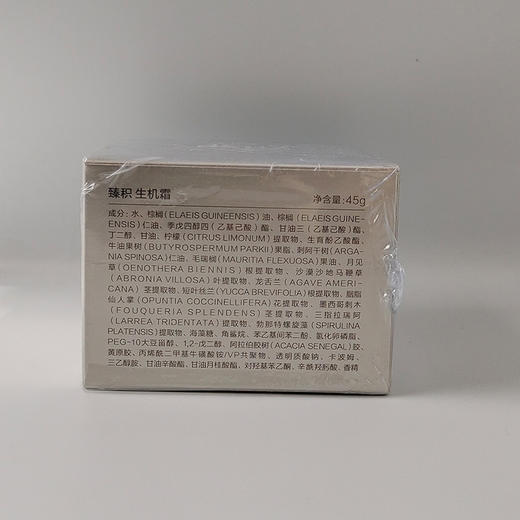 臻积 生机霜
净含量:45g
成分: 水、棕榈 (ELAEIS GUINEENSIS) 油、棕榈 (ELAEIS GUINE-
ENSIS) 仁油、季戊四醇四 (乙基己酸) 酯、甘油三 (乙基己酸) 酯、
丁二醇、甘油、柠檬 (CITRUS LIMONUM) 提取物、生育酚乙酸酯、
牛油果树 (BUTYROSPERMUM PARKII) 果脂、刺阿干树 (ARGA-
NIA SPINOSA) 仁油、毛瑞榈 (MAURITIA FLEXUOSA) 果油、月见
草 (OENOTHERA BIENNIS) 根提取物、沙漠沙地马鞭草
(ABRONIA VILLOSA) 叶提取物、龙舌兰 (AGAVE AMERI-
CANA) 茎提取物、短叶丝兰 (YUCCA BREVIFOLIA) 根提取物、胭脂
仙人掌 (OPUNTIA COCCINELLIFERA) 花提取物、墨西哥刺木
(FOUQUERIA SPLENDENS) 茎提取物、三指拉瑞阿
(LARREA TRIDENTATA) 提取物、勃那特螺旋藻 (SPIRULINA
PLATENSIS) 提取物、海藻糖、角鲨烷、苯乙基间苯二酚、氢化卵磷脂、
PEG-10大豆甾醇、1,2-戊二醇、阿拉伯胶树 (ACACIA SENEGAL) 胶、
黄原胶、丙烯酰二甲基牛磺酸铵/VP共聚物、透明质酸钠、卡波姆、
三乙醇胺、甘油辛酸酯、甘油月桂酸酯、对羟基苯乙酮、辛酰羟肟酸、香精